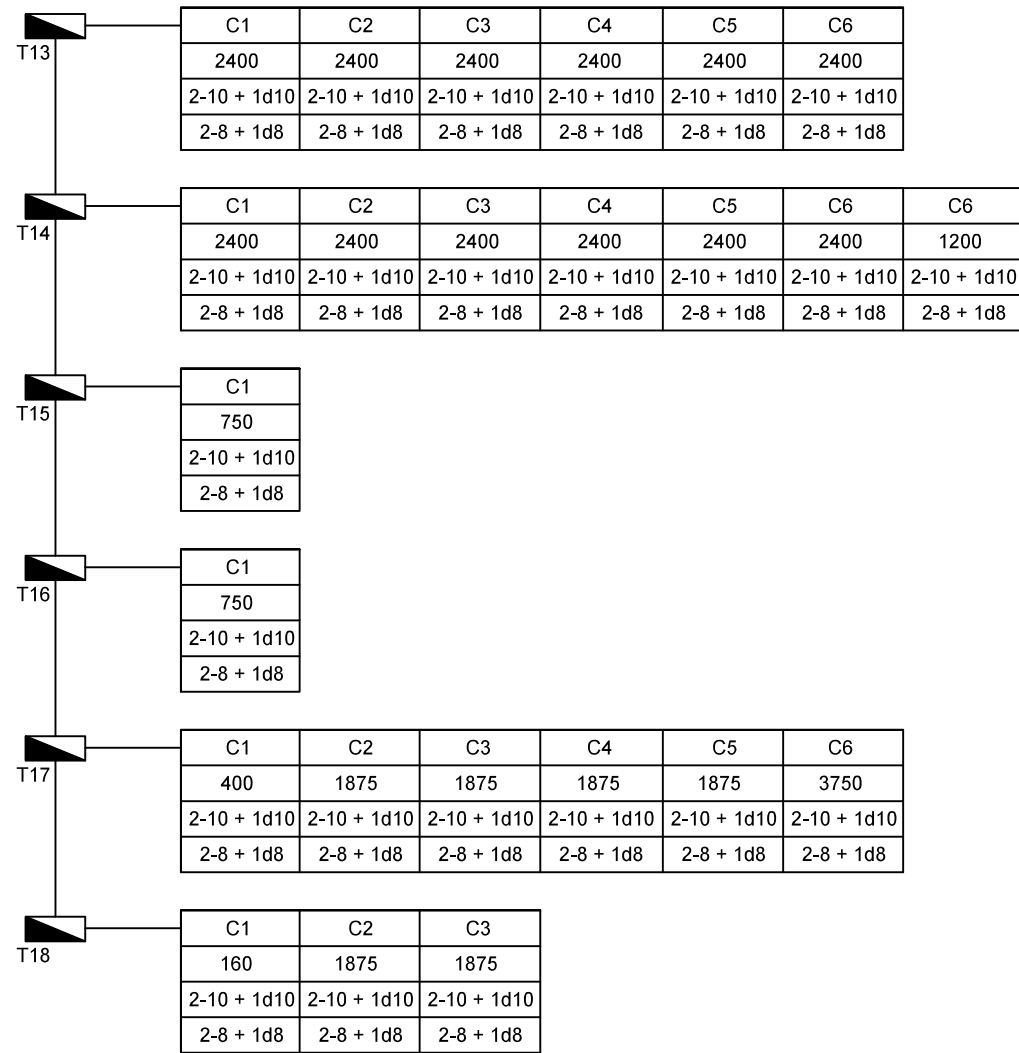 T13
C1 C2 C3 C4 C5 C6
2400 2400 2400 2400 2400 2400
2-10 + 1d10 2-10 + 1d10 2-10 + 1d10 2-10 + 1d10 2-10 + 1d10 2-10 + 1d10
2-8 + 1d8 2-8 + 1d8 2-8 + 1d8 2-8 + 1d8 2-8 + 1d8 2-8 + 1d8
T14
C1 C2 C3 C4 C5 C6 C6
2400 2400 2400 2400 2400 2400 1200
2-10 + 1d10 2-10 + 1d10 2-10 + 1d10 2-10 + 1d10 2-10 + 1d10 2-10 + 1d10 2-10 + 1d10
2-8 + 1d8 2-8 + 1d8 2-8 + 1d8 2-8 + 1d8 2-8 + 1d8 2-8 + 1d8 2-8 + 1d8
T15
C1
750
2-10 + 1d10
2-8 + 1d8
T16
C1
750
2-10 + 1d10
2-8 + 1d8
T17
C1 C2 C3 C4 C5 C6
400 1875 1875 1875 1875 3750
2-10 + 1d10 2-10 + 1d10 2-10 + 1d10 2-10 + 1d10 2-10 + 1d10 2-10 + 1d10
2-8 + 1d8 2-8 + 1d8 2-8 + 1d8 2-8 + 1d8 2-8 + 1d8 2-8 + 1d8
T18
C1 C2 C3
160 1875 1875
2-10 + 1d10 2-10 + 1d10 2-10 + 1d10
2-8 + 1d8 2-8 + 1d8 2-8 + 1d8